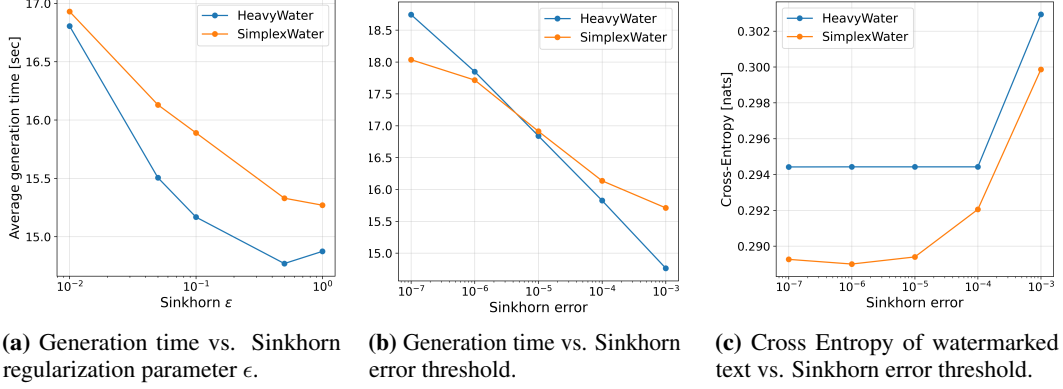 17.0
16.5
16.0
15.5
15.0
Average generation time [sec]
HeavyWater
SimplexWater
10⁻² 10⁻¹ 10⁰
Sinkhorn ε
18.5
18.0
17.5
17.0
16.5
16.0
15.5
15.0
HeavyWater
SimplexWater
10⁻⁷ 10⁻⁶ 10⁻⁵ 10⁻⁴ 10⁻³
Sinkhorn error
0.302
0.300
0.298
0.296
0.294
0.292
0.290
Cross-Entropy [nats]
HeavyWater
SimplexWater
10⁻⁷ 10⁻⁶ 10⁻⁵ 10⁻⁴ 10⁻³
Sinkhorn error
(a) Generation time vs. Sinkhorn
regularization parameter ϵ.
(b) Generation time vs. Sinkhorn
error threshold.
(c) Cross Entropy of watermarked
text vs. Sinkhorn error threshold.